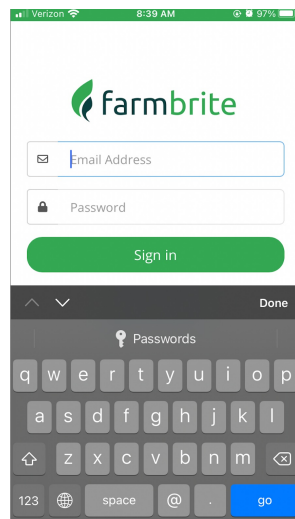 Verizon 8:39 AM 97%
farmbrite
Email Address
Password
Sign in
Done
Passwords
q w e r t y u i o p
a s d f g h j k l
z x c v b n m
123 space @ . go